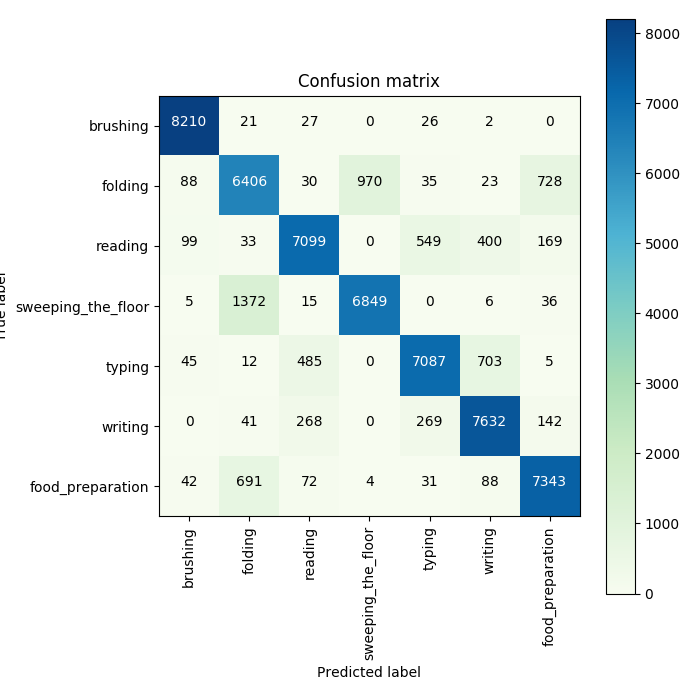 Confusion matrix
brushing 8210 21 27 0 26 2 0
folding 88 6406 30 970 35 23 728
reading 99 33 7099 0 549 400 169
sweeping_the_floor 5 1372 15 6849 0 6 36
typing 45 12 485 0 7087 703 5
writing 0 41 268 0 269 7632 142
food_preparation 42 691 72 4 31 88 7343
brushing
folding
reading
sweeping_the_floor
typing
writing
food_preparation
Predicted label
True label
8000
7000
6000
5000
4000
3000
2000
1000
0